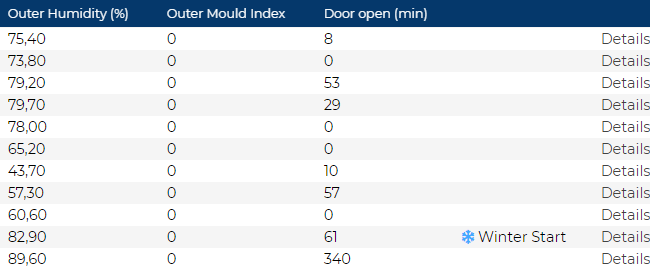 Outer Humidity (%) Outer Mould Index Door open (min)
75,40 0 8 Details
73,80 0 0 Details
79,20 0 53 Details
79,70 0 29 Details
78,00 0 0 Details
65,20 0 0 Details
43,70 0 10 Details
57,30 0 57 Details
60,60 0 0 Details
82,90 0 61 Winter Start Details
89,60 0 340 Details